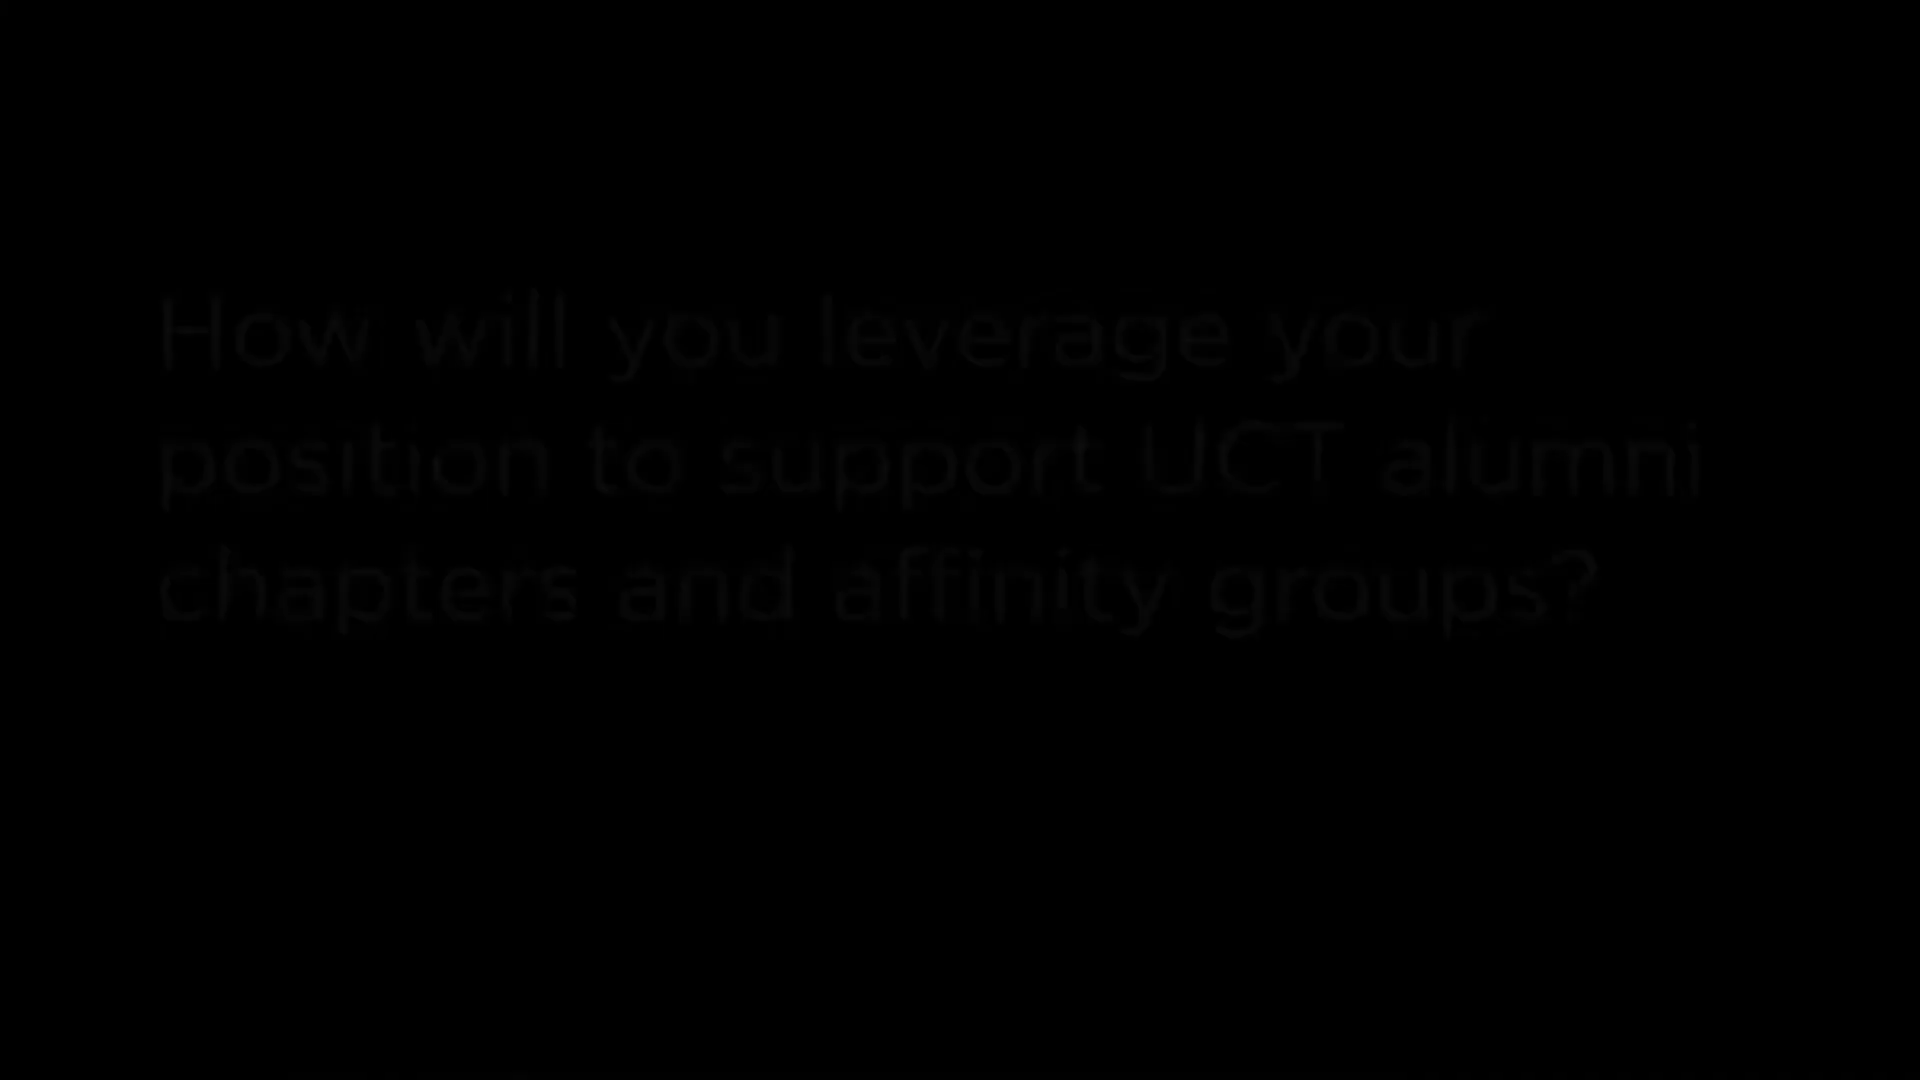 How will you leverage your
position to support UCT alumni
chapters and affinity groups?